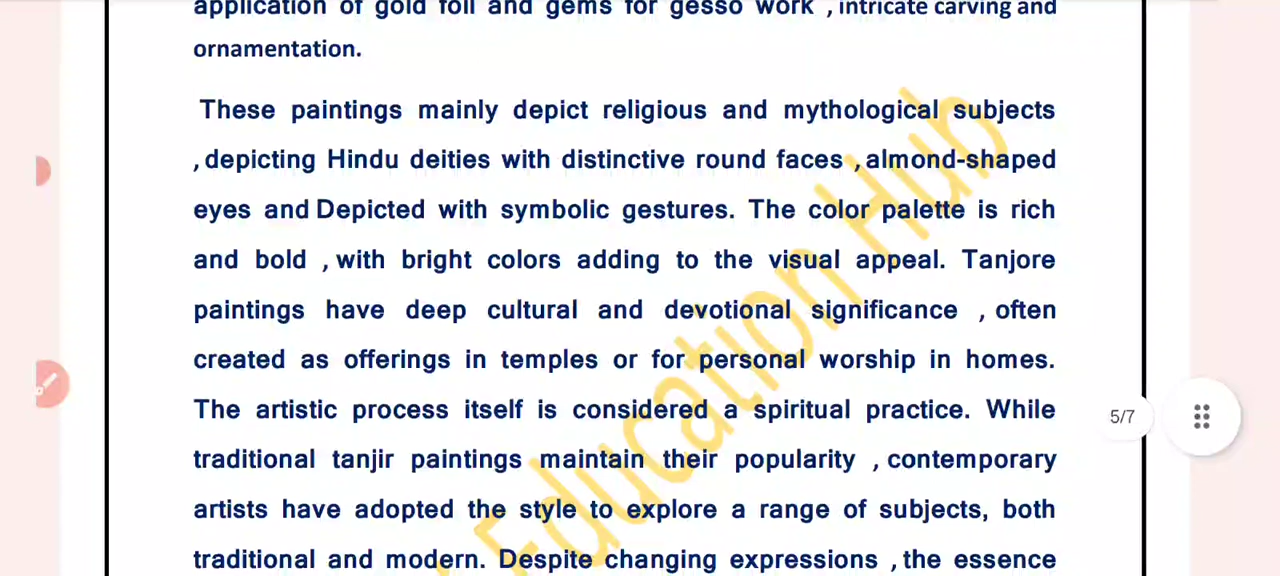 application of gold foil and gems for gesso work , intricate carving and
ornamentation.
These paintings mainly depict religious and mythological subjects
, depicting Hindu deities with distinctive round faces , almond-shaped
eyes and Depicted with symbolic gestures. The color palette is rich
and bold , with bright colors adding to the visual appeal. Tanjore
paintings have deep cultural and devotional significance , often
created as offerings in temples or for personal worship in homes.
The artistic process itself is considered a spiritual practice. While
5/7
traditional tanjir paintings maintain their popularity , contemporary
artists have adopted the style to explore a range of subjects, both
traditional and modern. Despite changing expressions , the essence
Education Hub